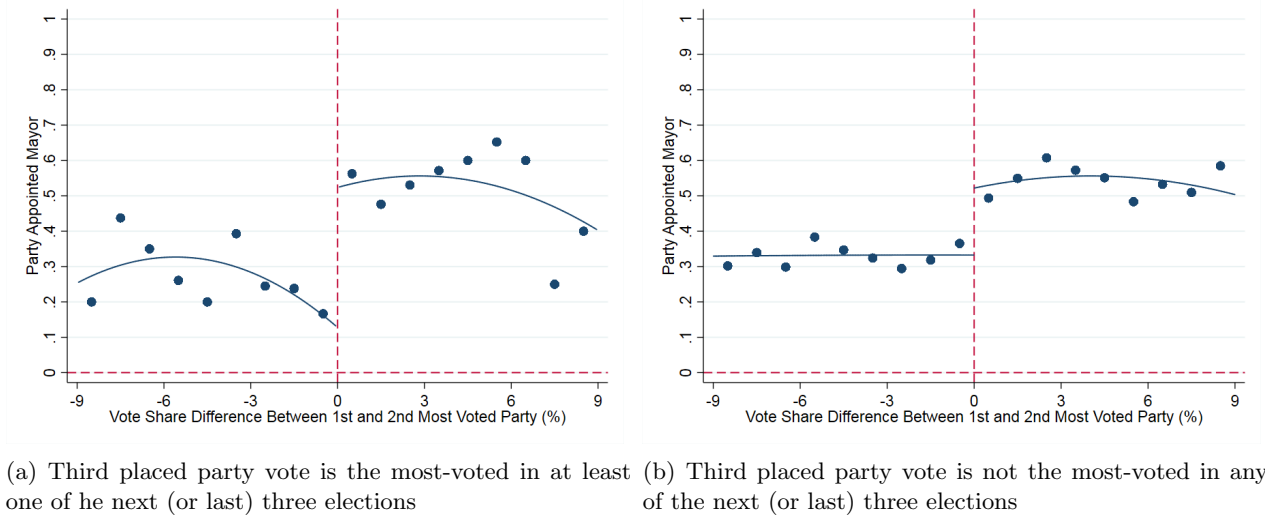 1
.9
.8
.7
.6
.5
.4
.3
.2
.1
0
Party Appointed Mayor
-9 -6 -3 0 3 6 9
Vote Share Difference Between 1st and 2nd Most Voted Party (%)
(a) Third placed party vote is the most-voted in at least
one of he next (or last) three elections
1
.9
.8
.7
.6
.5
.4
.3
.2
.1
0
Party Appointed Mayor
-9 -6 -3 0 3 6 9
Vote Share Difference Between 1st and 2nd Most Voted Party (%)
(b) Third placed party vote is not the most-voted in any
of the next (or last) three elections